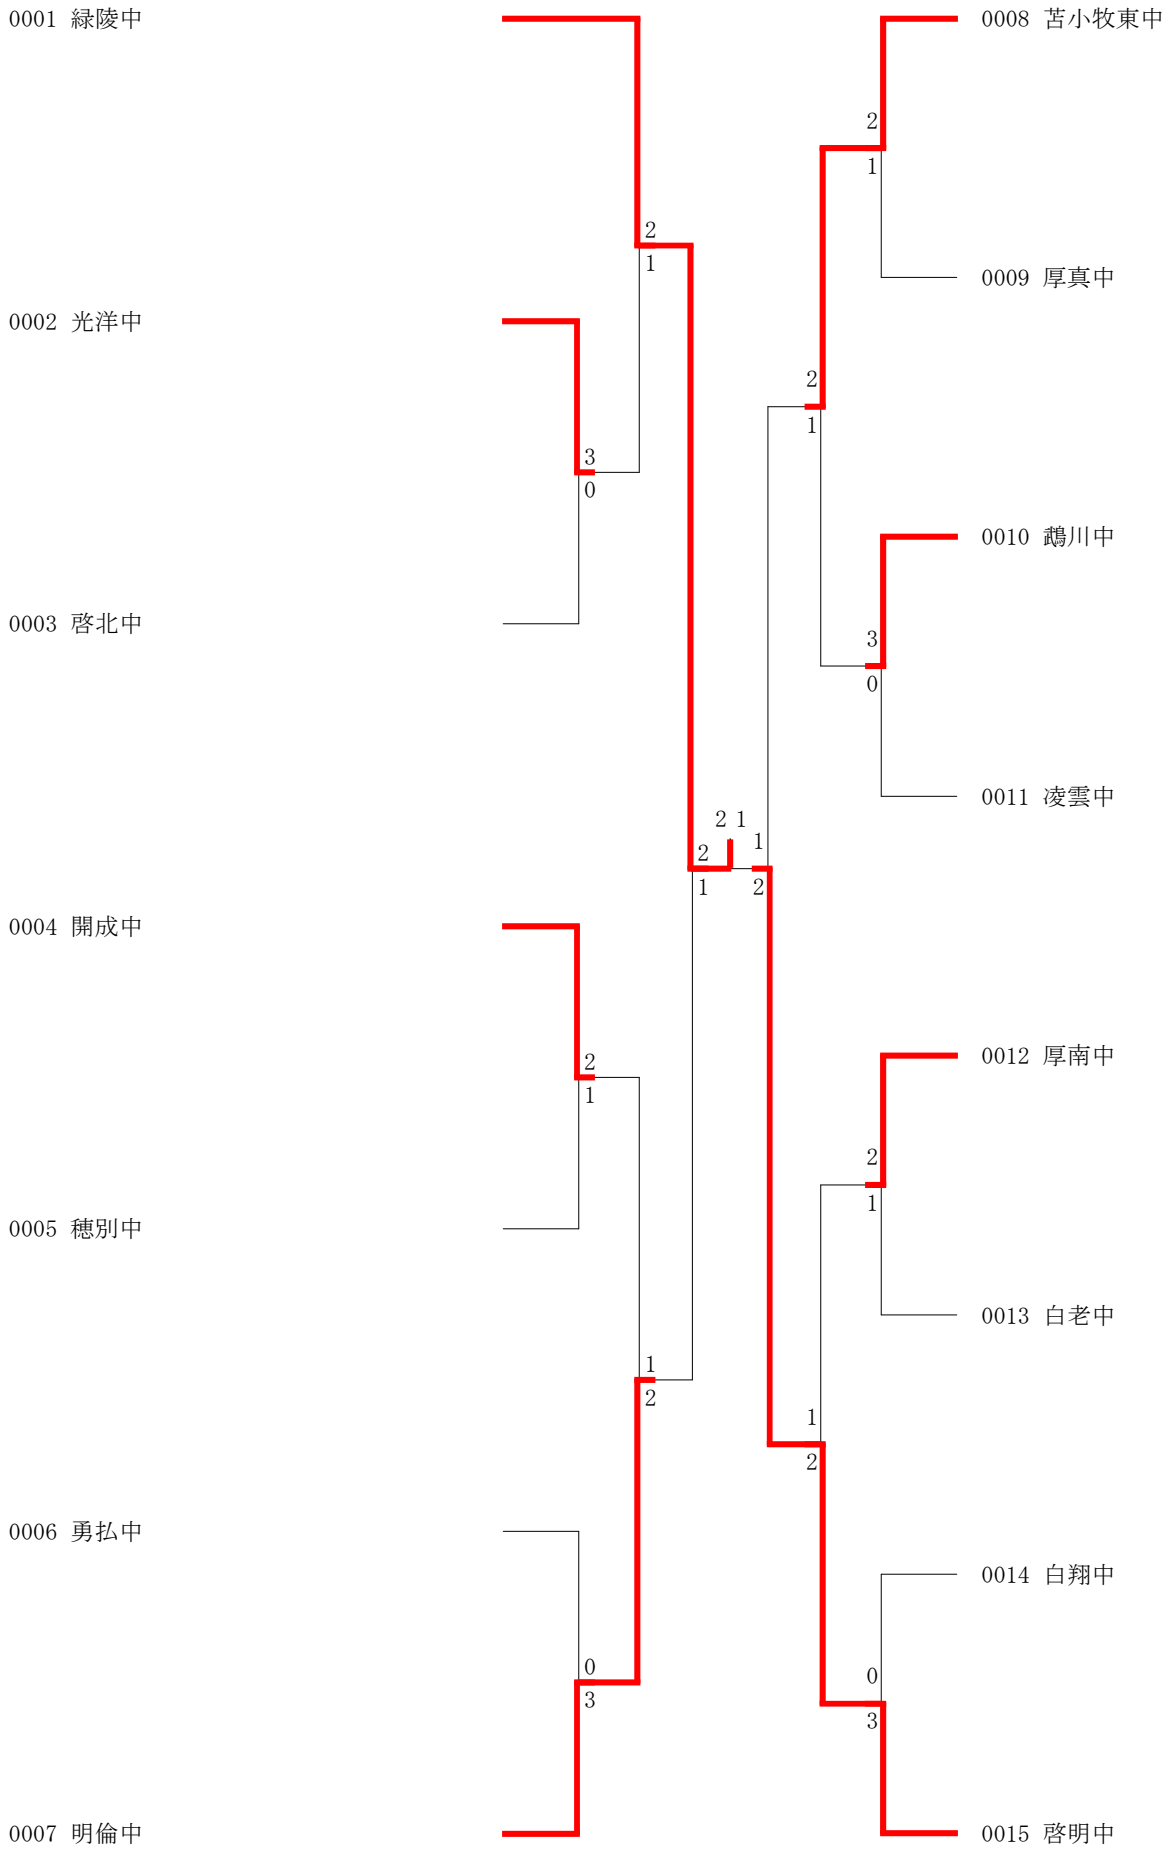 0001 緑陵中
0008 苫小牧東中
2
1
2
1
0009 厚真中
0002 光洋中
2
1
3
0
0010 鵡川中
0003 啓北中
3
0
0011 凌雲中
2 1
2
1
1
2
0004 開成中
0012 厚南中
2
1
2
1
0005 穂別中
0013 白老中
1
2
1
2
0006 勇払中
0014 白翔中
0
3
0
3
0007 明倫中
0015 啓明中